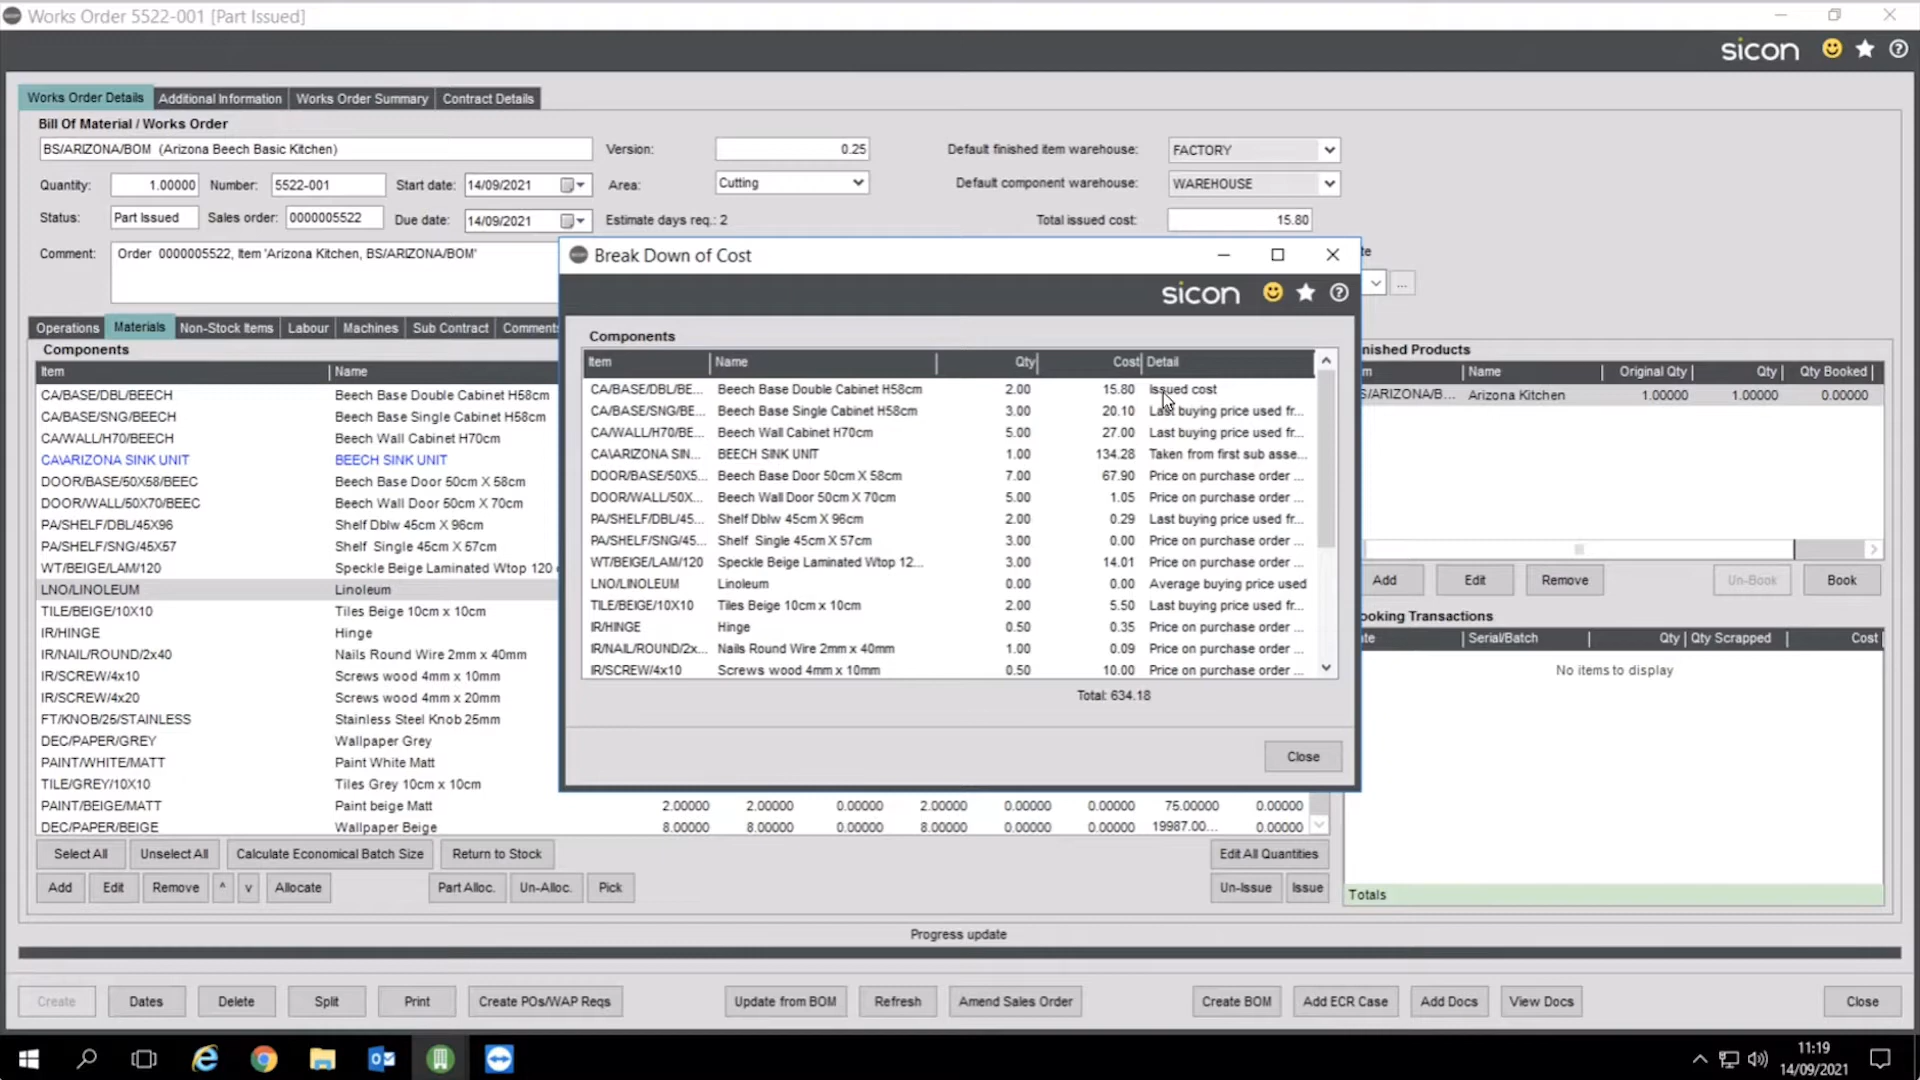 Works Order 5522-001 [Part Issued]
sicon
Works Order Details Additional Information Works Order Summary Contract Details
Bill Of Material / Works Order
BS/ARIZONA/BOM (Arizona Beech Basic Kitchen) Version: 0.25 Default finished item warehouse: FACTORY
Quantity: 1.00000 Number: 5522-001 Start date: 14/09/2021 Area: Cutting Default component warehouse: WAREHOUSE
Status: Part Issued Sales order: 0000005522 Due date: 14/09/2021 Estimate days req.: 2 Total issued cost: 15.80
Comment: Order 0000005522, Item 'Arizona Kitchen, BS/ARIZONA/BOM'
Operations Materials Non-Stock Items Labour Machines Sub Contract Comments
Components
Item Name
CA/BASE/DBL/BEECH Beech Base Double Cabinet H58cm
CA/BASE/SNG/BEECH Beech Base Single Cabinet H58cm
CA/WALL/H70/BEECH Beech Wall Cabinet H70cm
CA\ARIZONA SINK UNIT BEECH SINK UNIT
DOOR/BASE/50X58/BEEC Beech Base Door 50cm X 58cm
DOOR/WALL/50X70/BEEC Beech Wall Door 50cm X 70cm
PA/SHELF/DBL/45X96 Shelf Dblw 45cm X 96cm
PA/SHELF/SNG/45X57 Shelf Single 45cm X 57cm
WT/BEIGE/LAM/120 Speckle Beige Laminated Wtop 120
LNO/LINOLEUM Linoleum
TILE/BEIGE/10X10 Tiles Beige 10cm x 10cm
IR/HINGE Hinge
IR/NAIL/ROUND/2x40 Nails Round Wire 2mm x 40mm
IR/SCREW/4x10 Screws wood 4mm x 10mm
IR/SCREW/4x20 Screws wood 4mm x 20mm
FT/KNOB/25/STAINLESS Stainless Steel Knob 25mm
DEC/PAPER/GREY Wallpaper Grey
PAINT/WHITE/MATT Paint White Matt
TILE/GREY/10X10 Tiles Grey 10cm x 10cm
PAINT/BEIGE/MATT Paint beige Matt 2.00000 2.00000 0.00000 2.00000 0.00000 0.00000 75.00000 0.00000
DEC/PAPER/BEIGE Wallpaper Beige 8.00000 8.00000 0.00000 8.00000 0.00000 0.00000 19987.00... 0.00000
Select All Unselect All Calculate Economical Batch Size Return to Stock Edit All Quantities
Add Edit Remove ^ v Allocate Part Alloc. Un-Alloc. Pick Un-Issue Issue
Break Down of Cost
sicon
Components
Item Name Qty Cost Detail
CA/BASE/DBL/BE... Beech Base Double Cabinet H58cm 2.00 15.80 Issued cost
CA/BASE/SNG/BE... Beech Base Single Cabinet H58cm 3.00 20.10 Last buying price used fr...
CA/WALL/H70/BE... Beech Wall Cabinet H70cm 5.00 27.00 Last buying price used fr...
CA\ARIZONA SIN... BEECH SINK UNIT 1.00 134.28 Taken from first sub asse...
DOOR/BASE/50X5... Beech Base Door 50cm X 58cm 7.00 67.90 Price on purchase order ...
DOOR/WALL/50X... Beech Wall Door 50cm X 70cm 5.00 1.05 Price on purchase order ...
PA/SHELF/DBL/45... Shelf Dblw 45cm X 96cm 2.00 0.29 Last buying price used fr...
PA/SHELF/SNG/45... Shelf Single 45cm X 57cm 3.00 0.00 Price on purchase order ...
WT/BEIGE/LAM/120 Speckle Beige Laminated Wtop 12... 3.00 14.01 Price on purchase order ...
LNO/LINOLEUM Linoleum 0.00 0.00 Average buying price used
TILE/BEIGE/10X10 Tiles Beige 10cm x 10cm 2.00 5.50 Last buying price used fr...
IR/HINGE Hinge 0.50 0.35 Price on purchase order ...
IR/NAIL/ROUND/2x... Nails Round Wire 2mm x 40mm 1.00 0.09 Price on purchase order ...
IR/SCREW/4x10 Screws wood 4mm x 10mm 0.50 10.00 Price on purchase order ...
Total: 634.18
Close
nished Products
m Name Original Qty Qty Qty Booked
S/ARIZONA/B... Arizona Kitchen 1.00000 1.00000 0.00000
Add Edit Remove Un-Book Book
ooking Transactions
te Serial/Batch Qty Qty Scrapped Cost
No items to display
Totals
Progress update
Create Dates Delete Split Print Create POs/WAP Reqs Update from BOM Refresh Amend Sales Order Create BOM Add ECR Case Add Docs View Docs Close
11:19
14/09/2021